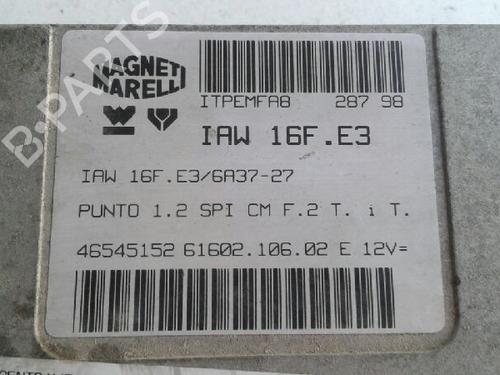 MAGNETI
MARELLI
ITPEMFA8 287 98
IAW 16F.E3
IAW 16F.E3/6A37-27
PUNTO 1.2 SPI CM F.2 T. i T.
46545152 61602.106.02 E 12V=
B-PARTS